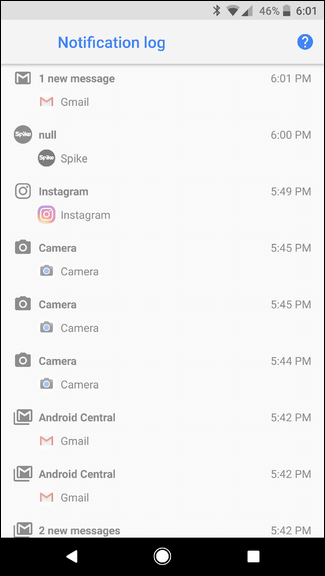 46% 6:01
Notification log ?
1 new message 6:01 PM
Gmail
Spike null 6:00 PM
Spike Spike
Instagram 5:49 PM
Instagram
Camera 5:45 PM
Camera
Camera 5:45 PM
Camera
Camera 5:44 PM
Camera
Android Central 5:42 PM
Gmail
Android Central 5:42 PM
Gmail
2 new messages 5:42 PM